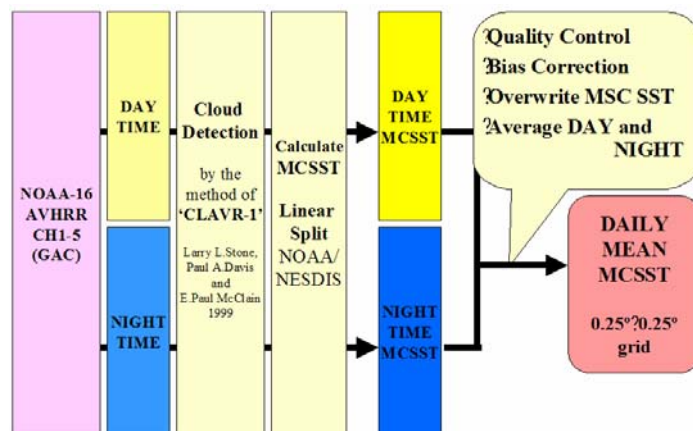 NOAA-16
AVHRR
CH1-5
(GAC)
DAY
TIME
NIGHT
TIME
Cloud
Detection
by the
method of
‘CLAVR-1’
Larry L.Stone,
Paul A.Davis
and
E.Paul McClain
1999
Calculate
MCSST
Linear
Split
NOAA/
NESDIS
DAY
TIME
MCSST
NIGHT
TIME
MCSST
?Quality Control
?Bias Correction
?Overwrite MSC SST
?Average DAY and
NIGHT
DAILY
MEAN
MCSST
0.25º?0.25º
grid